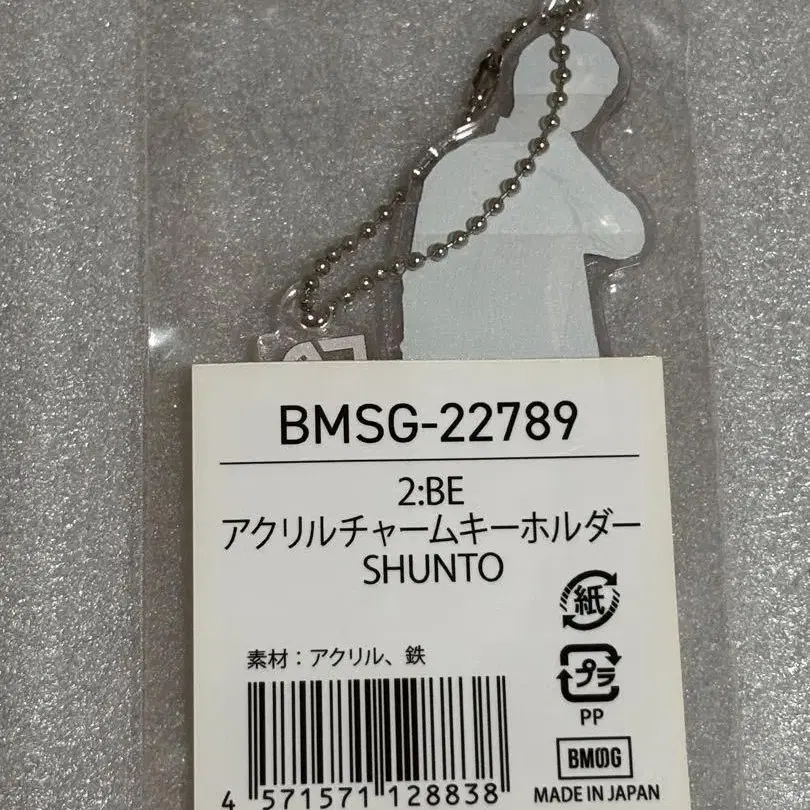 BMSG-22789
2:BE
アクリルチャームキーホルダー
SHUNTO
紙
素材：アクリル、鉄
プラ
PP
BMSG
4 571571 128838
MADE IN JAPAN